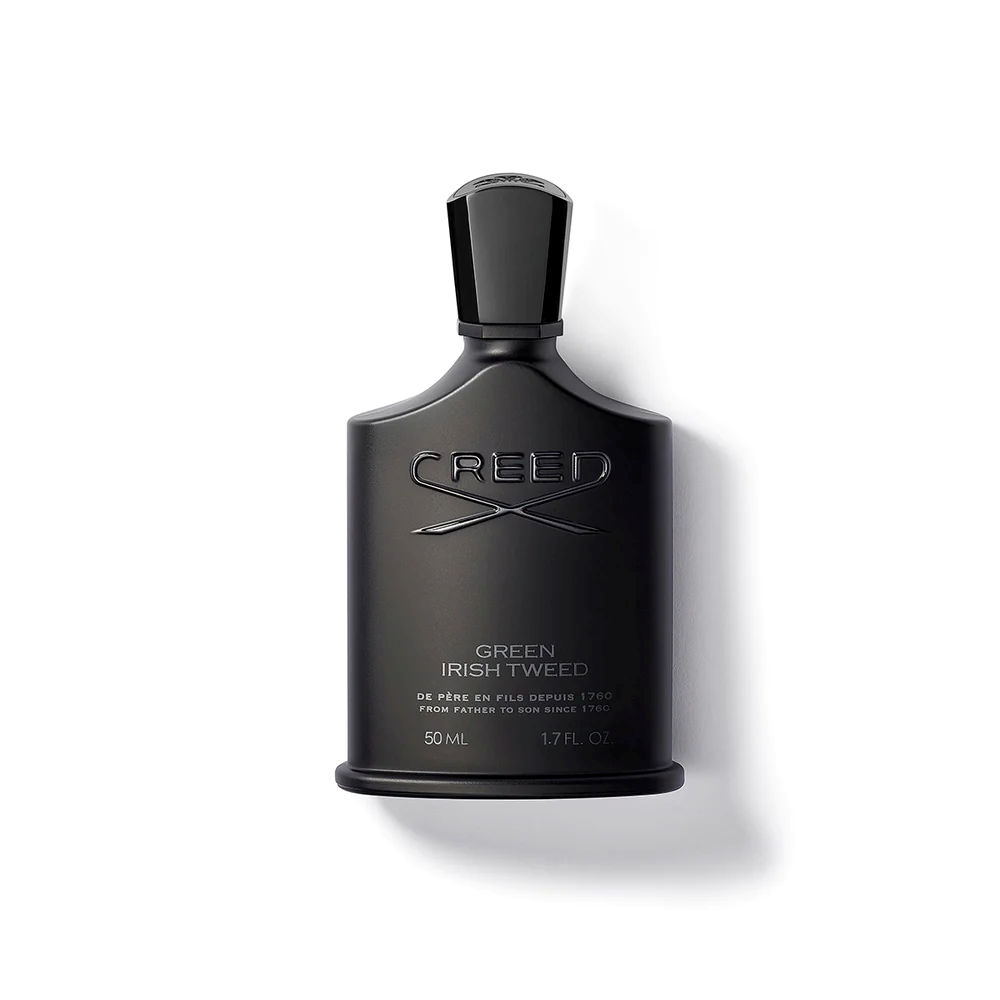 CREED
GREEN
IRISH TWEED
DE PÈRE EN FILS DEPUIS 1760
FROM FATHER TO SON SINCE 1760
50 ML 1.7 FL. OZ.